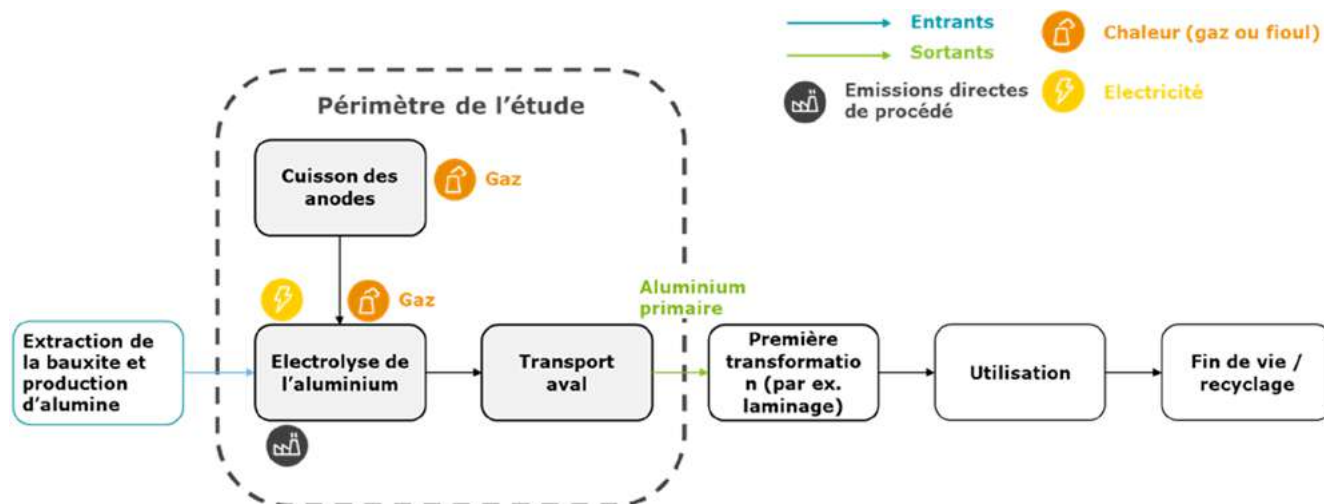 Entrants
Sortants
Emissions directes
de procédé
Chaleur (gaz ou fioul)
Electricité
Périmètre de l'étude
Cuisson des
anodes
Gaz
Gaz
Aluminium
primaire
Extraction de
la bauxite et
production
d'alumine
Electrolyse de
l'aluminium
Transport
aval
Première
transformatio
n (par ex.
laminage)
Utilisation
Fin de vie /
recyclage